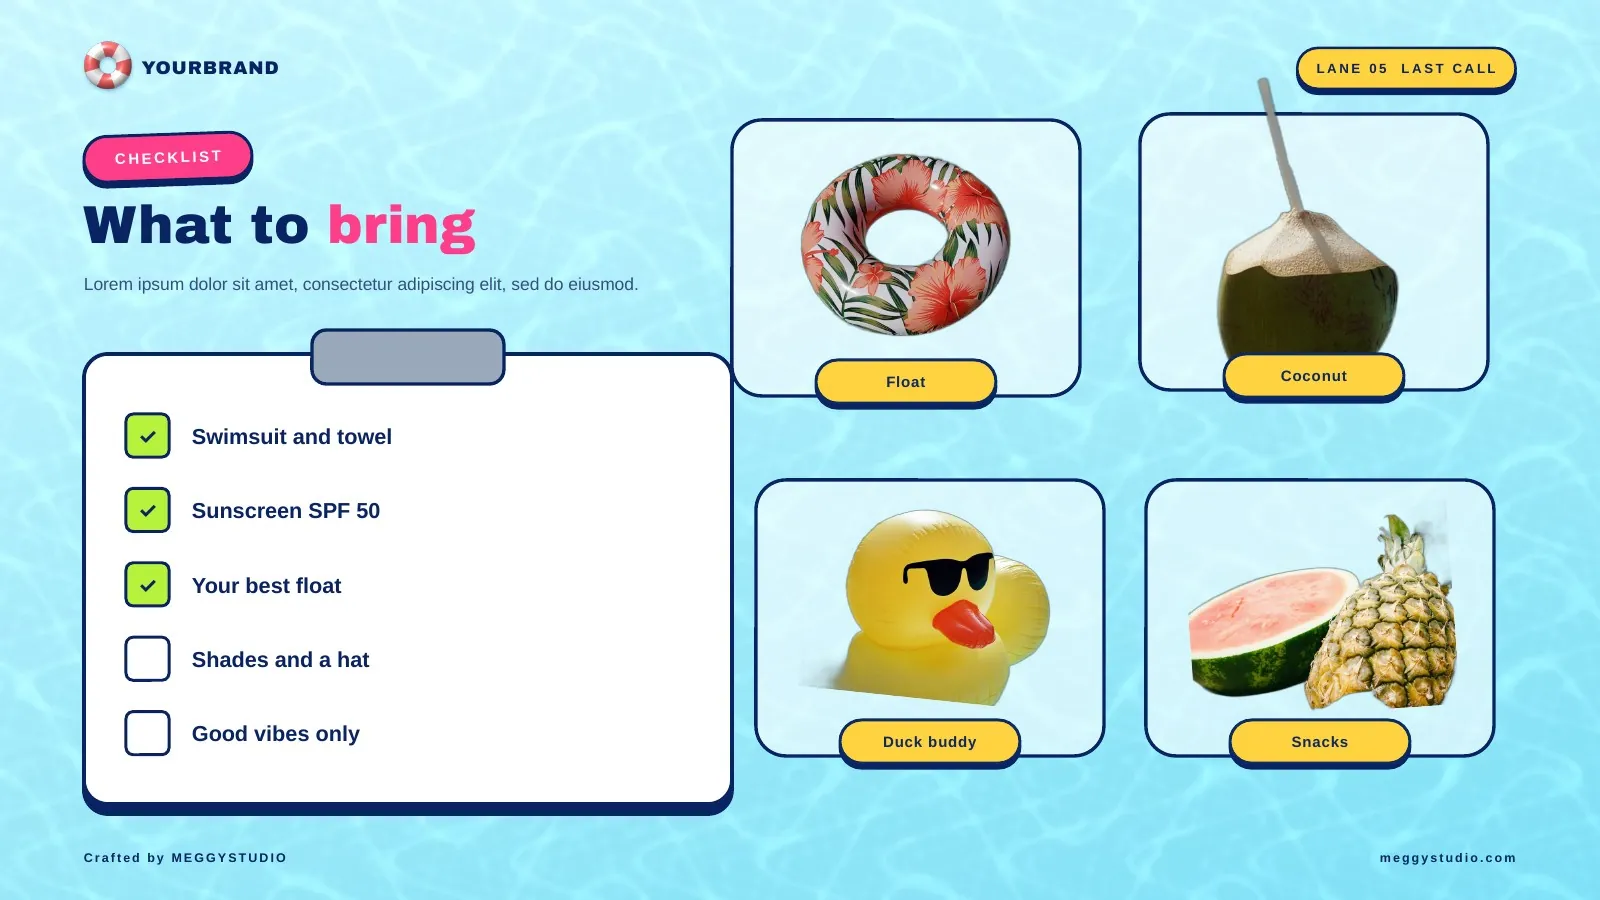 YOURBRAND
LANE 05 LAST CALL
CHECKLIST
What to bring
Lorem ipsum dolor sit amet, consectetur adipiscing elit, sed do eiusmod.
Swimsuit and towel
Sunscreen SPF 50
Your best float
Shades and a hat
Good vibes only
Float
Coconut
Duck buddy
Snacks
Crafted by MEGGYSTUDIO
meggystudio.com